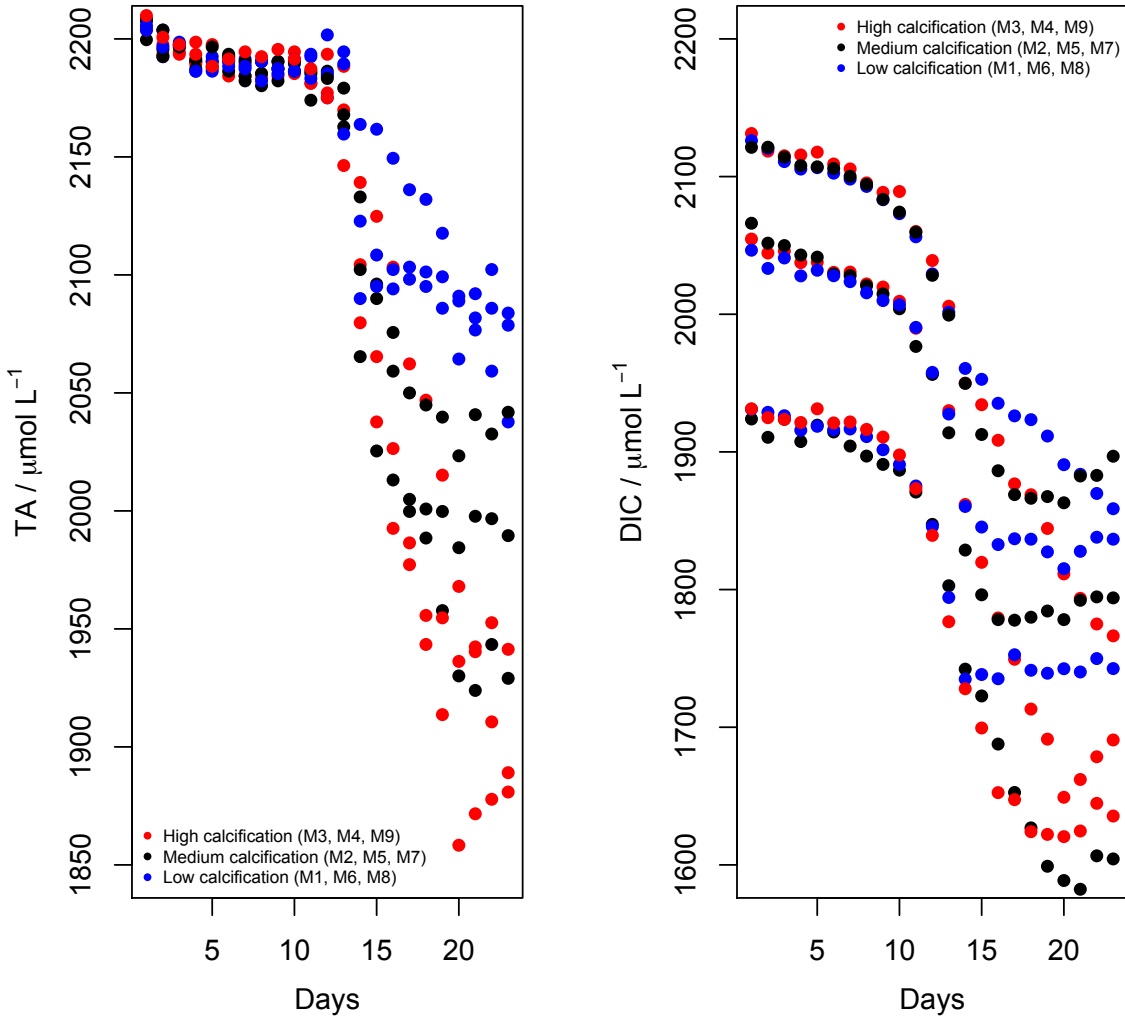 TA / μmol L⁻¹
2200
2150
2100
2050
2000
1950
1900
1850
High calcification (M3, M4, M9)
Medium calcification (M2, M5, M7)
Low calcification (M1, M6, M8)
5 10 15 20
Days
DIC / μmol L⁻¹
2200
2100
2000
1900
1800
1700
1600
High calcification (M3, M4, M9)
Medium calcification (M2, M5, M7)
Low calcification (M1, M6, M8)
5 10 15 20
Days